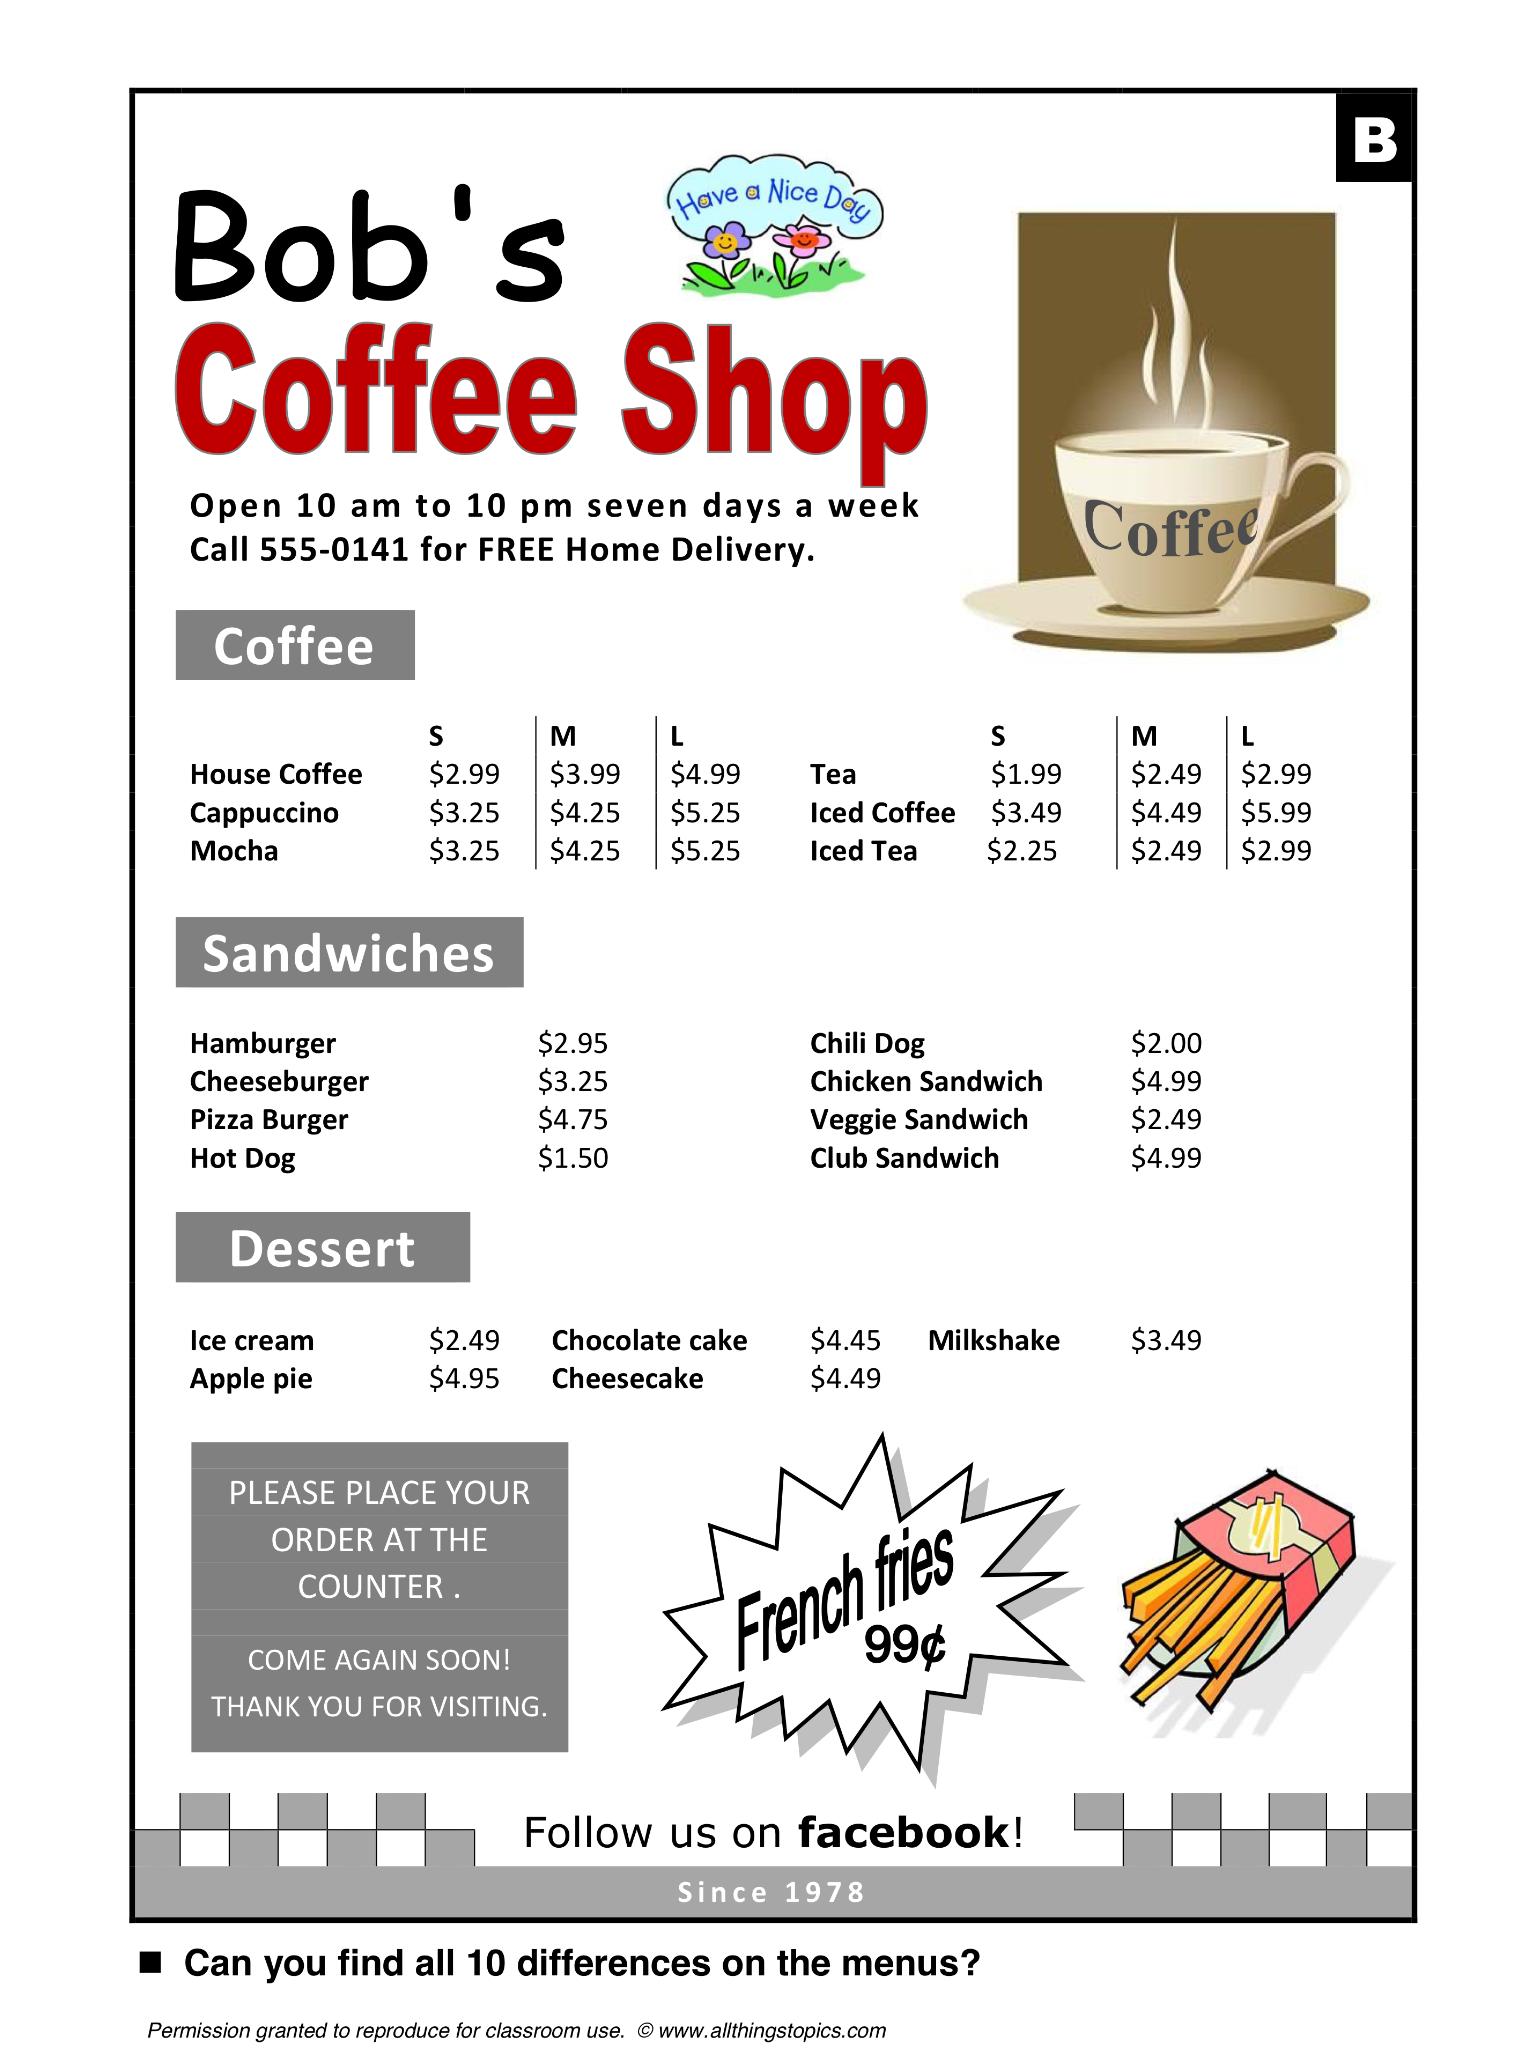 B
Have a Nice Day
Bob's
Coffee Shop
Open 10 am to 10 pm seven days a week
Call 555-0141 for FREE Home Delivery.
Coffee
Coffee
S M L S M L
House Coffee $2.99 $3.99 $4.99 Tea $1.99 $2.49 $2.99
Cappuccino $3.25 $4.25 $5.25 Iced Coffee $3.49 $4.49 $5.99
Mocha $3.25 $4.25 $5.25 Iced Tea $2.25 $2.49 $2.99
Sandwiches
Hamburger $2.95 Chili Dog $2.00
Cheeseburger $3.25 Chicken Sandwich $4.99
Pizza Burger $4.75 Veggie Sandwich $2.49
Hot Dog $1.50 Club Sandwich $4.99
Dessert
Ice cream $2.49 Chocolate cake $4.45 Milkshake $3.49
Apple pie $4.95 Cheesecake $4.49
PLEASE PLACE YOUR
ORDER AT THE
COUNTER .
COME AGAIN SOON!
THANK YOU FOR VISITING.
French fries
99¢
Follow us on facebook!
Since 1978
■ Can you find all 10 differences on the menus?
Permission granted to reproduce for classroom use. © www.allthingstopics.com